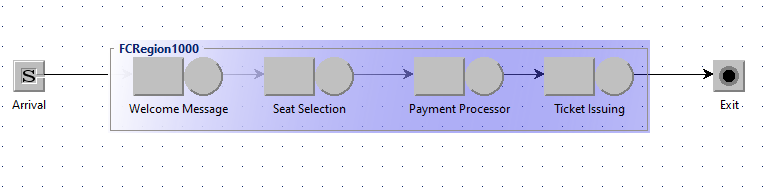 FCRegion1000
S
Arrival
Welcome Message
Seat Selection
Payment Processor
Ticket Issuing
Exit